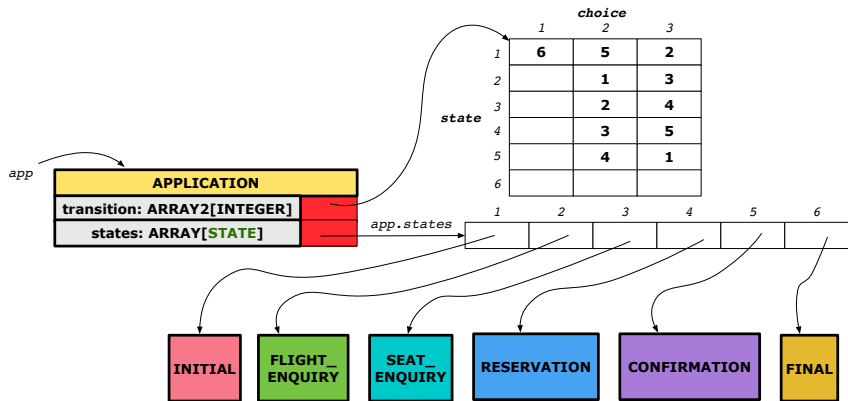 choice
1 2 3
1 6 5 2
2 1 3
3 2 4
state
4 3 5
5 4 1
6
app
APPLICATION
transition: ARRAY2[INTEGER]
states: ARRAY[STATE]
app.states
1 2 3 4 5 6
INITIAL
FLIGHT_
ENQUIRY
SEAT_
ENQUIRY
RESERVATION
CONFIRMATION
FINAL